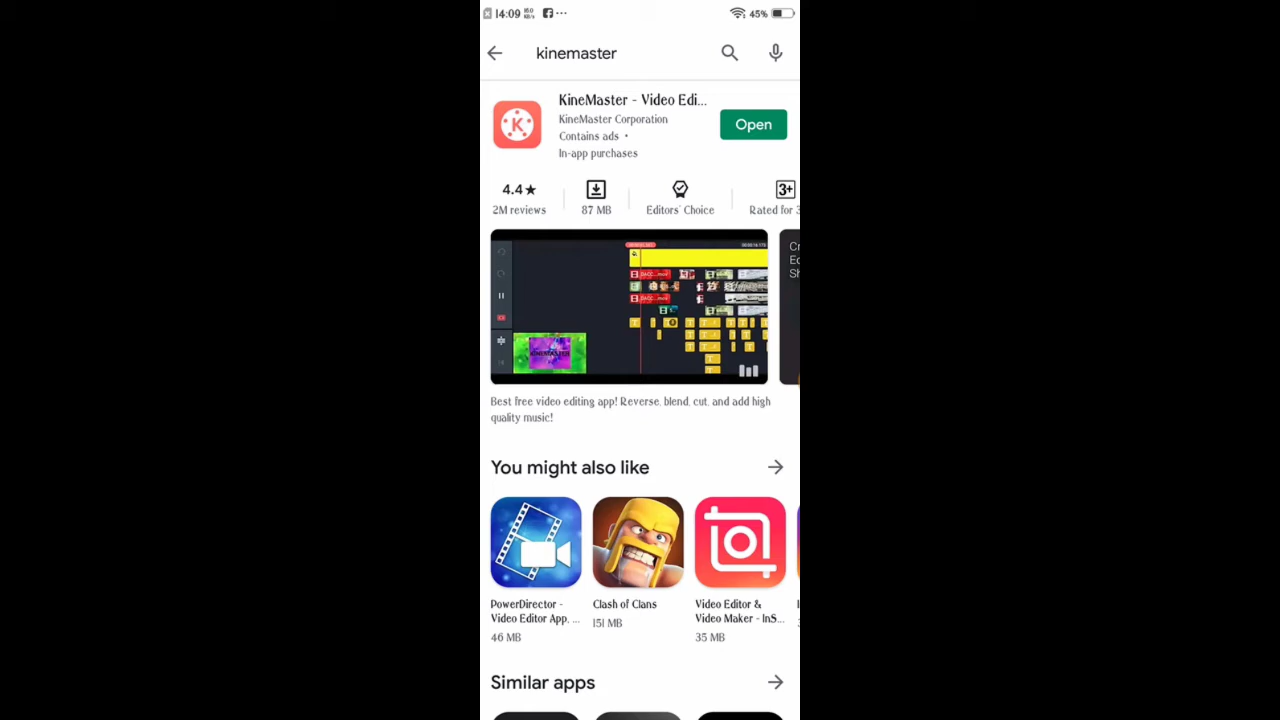 14:09 45%
kinemaster
KineMaster - Video Edi...
KineMaster Corporation
Contains ads •
In-app purchases
Open
4.4★
2M reviews
87 MB
Editors' Choice
3+
Rated for 3
Best free video editing app! Reverse, blend, cut, and add high
quality music!
You might also like
PowerDirector -
Video Editor App, ...
46 MB
Clash of Clans
151 MB
Video Editor &
Video Maker - InS...
35 MB
Similar apps